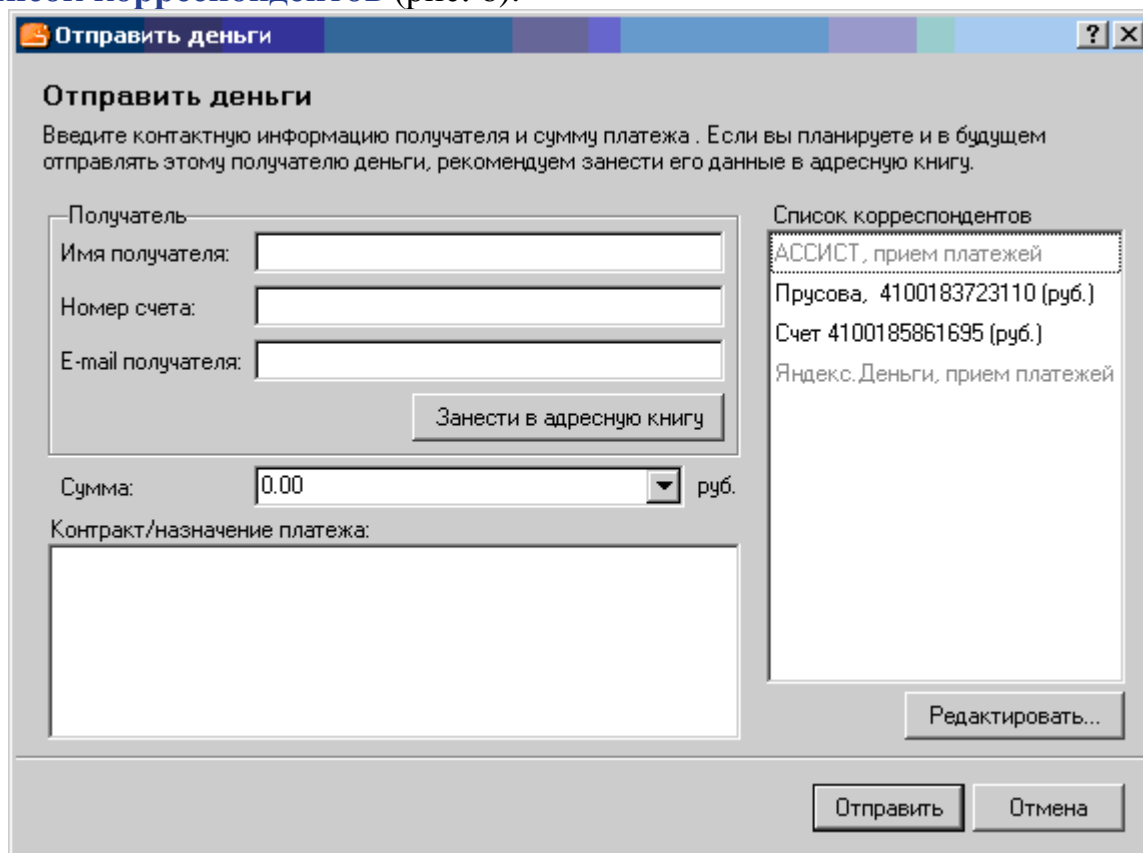 корреспондентов (рис. 6).
Отправить деньги
Отправить деньги
Введите контактную информацию получателя и сумму платежа . Если вы планируете и в будущем
отправлять этому получателю деньги, рекомендуем занести его данные в адресную книгу.
Получатель
Имя получателя:
Номер счета:
E-mail получателя:
Занести в адресную книгу
Сумма:
0.00
руб.
Контракт/назначение платежа:
Список корреспондентов
АССИСТ, прием платежей
Прусова, 4100183723110 (руб.)
Счет 4100185861695 (руб.)
Яндекс.Деньги, прием платежей
Редактировать...
Отправить
Отмена